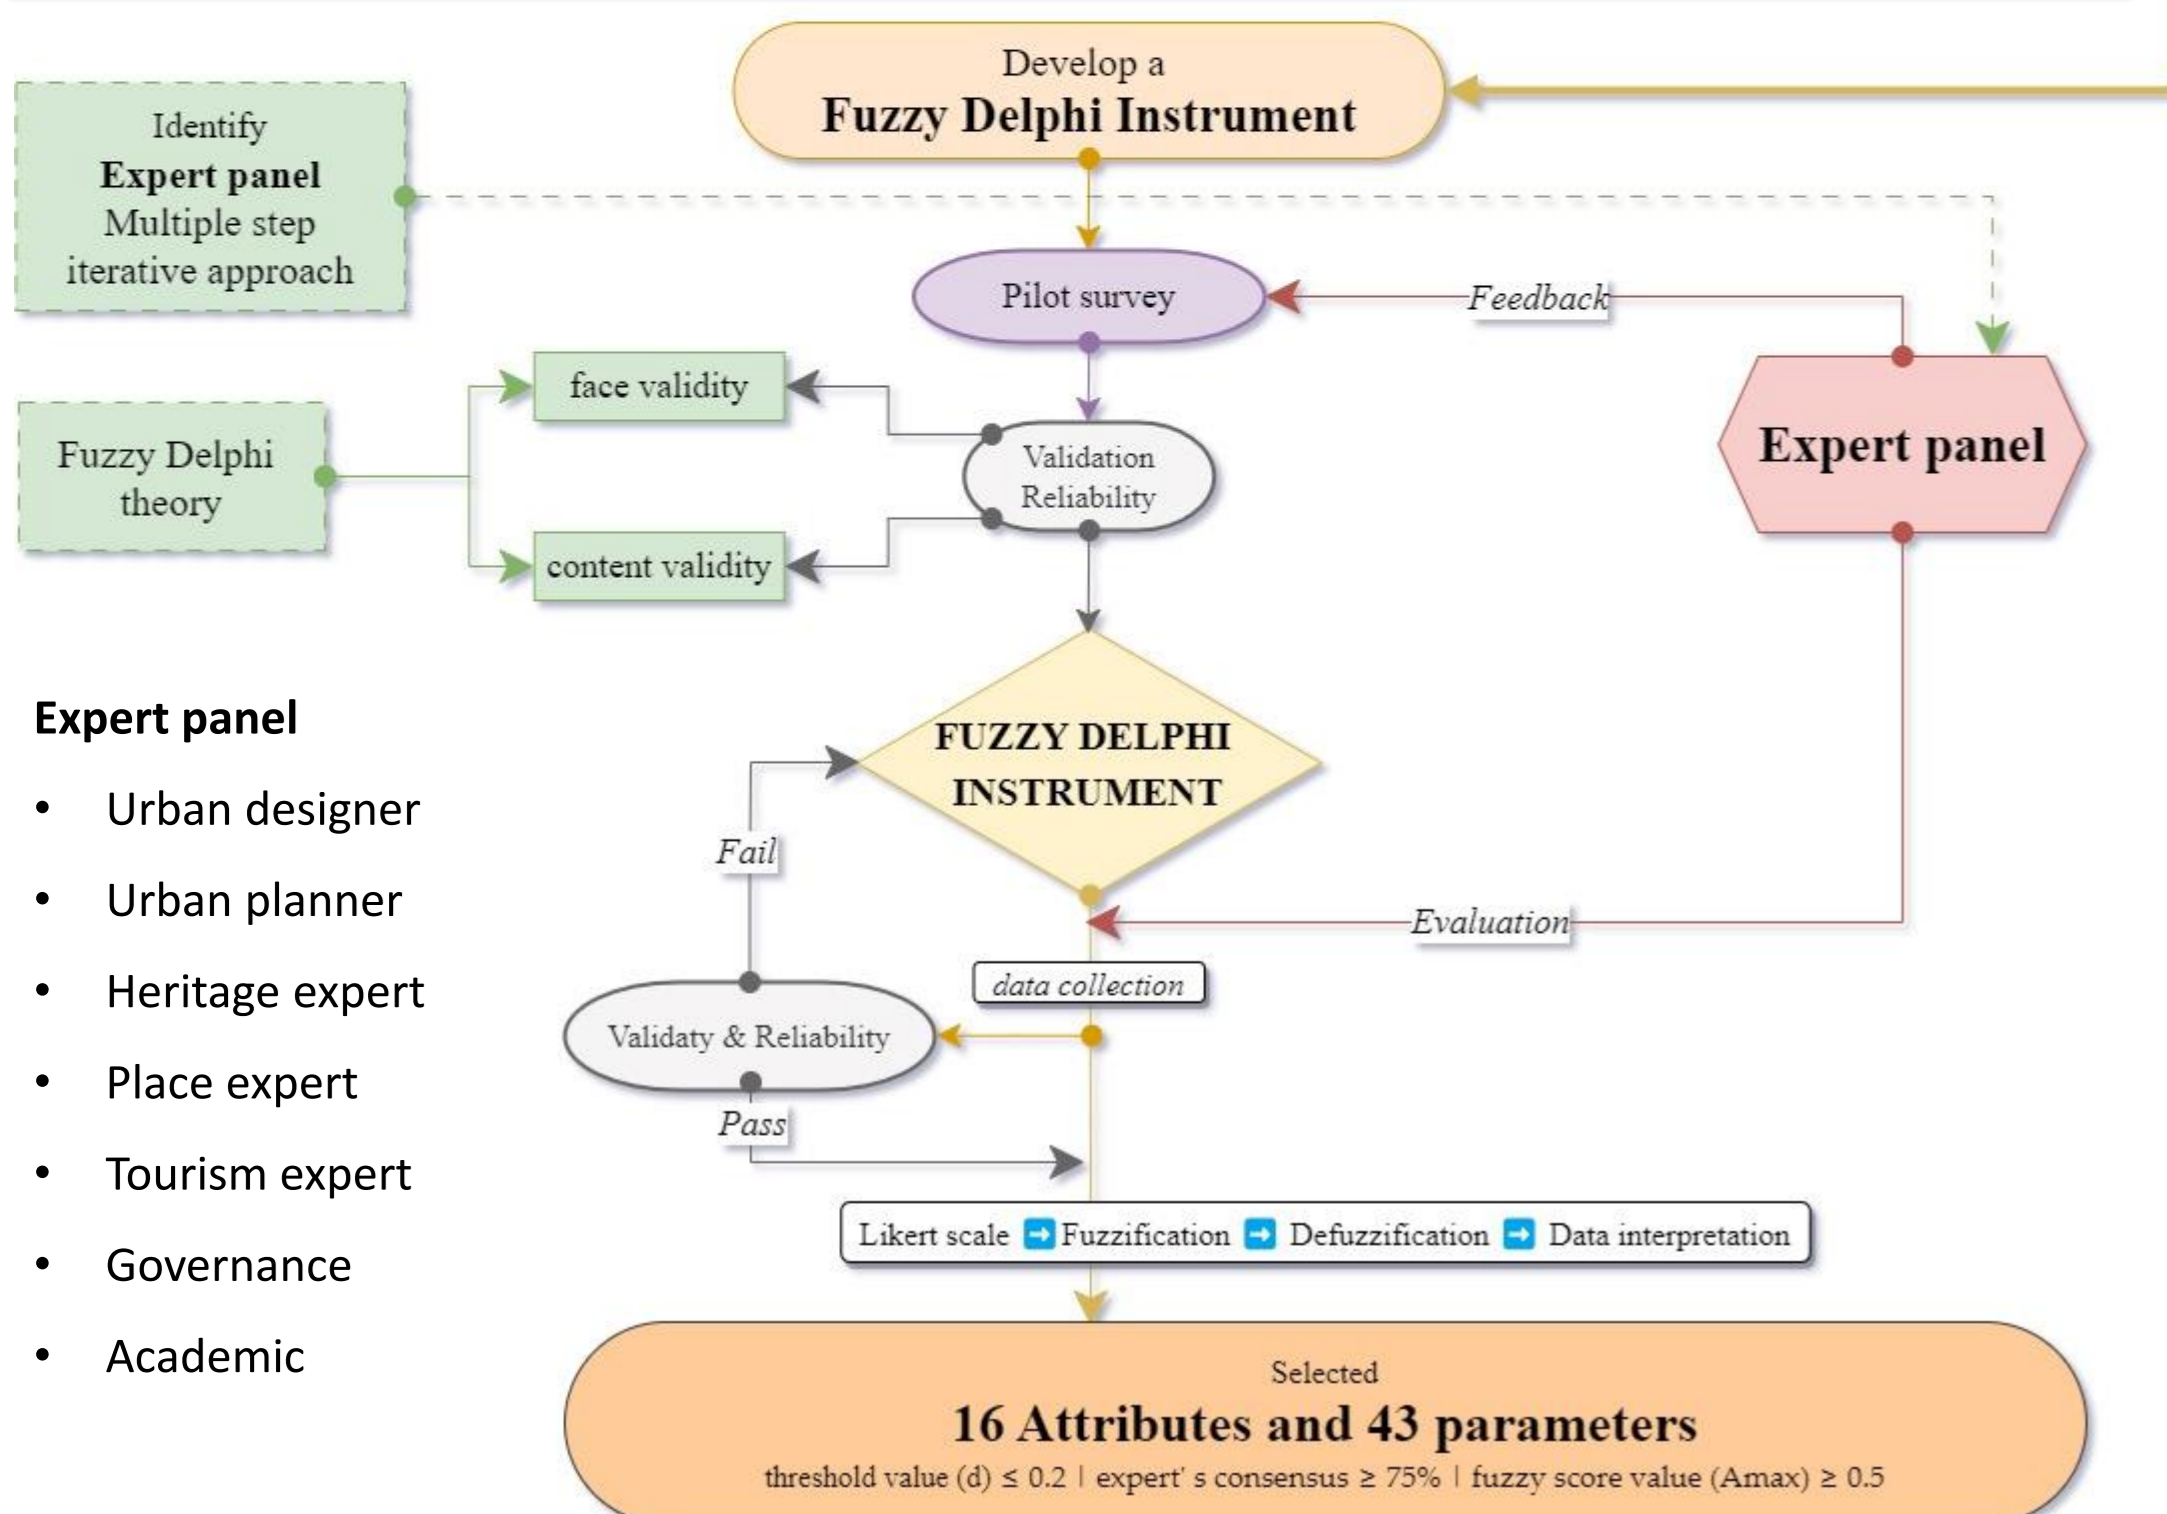 Develop a
Fuzzy Delphi Instrument
Identify
Expert panel
Multiple step
iterative approach
Pilot survey
Feedback
face validity
Validation
Reliability
Expert panel
Fuzzy Delphi
theory
content validity
FUZZY DELPHI
INSTRUMENT
Fail
Evaluation
data collection
Validaty & Reliability
Pass
Likert scale ➡ Fuzzification ➡ Defuzzification ➡ Data interpretation
Selected
16 Attributes and 43 parameters
threshold value (d) ≤ 0.2 | expert' s consensus ≥ 75% | fuzzy score value (Amax) ≥ 0.5
Expert panel
• Urban designer
• Urban planner
• Heritage expert
• Place expert
• Tourism expert
• Governance
• Academic